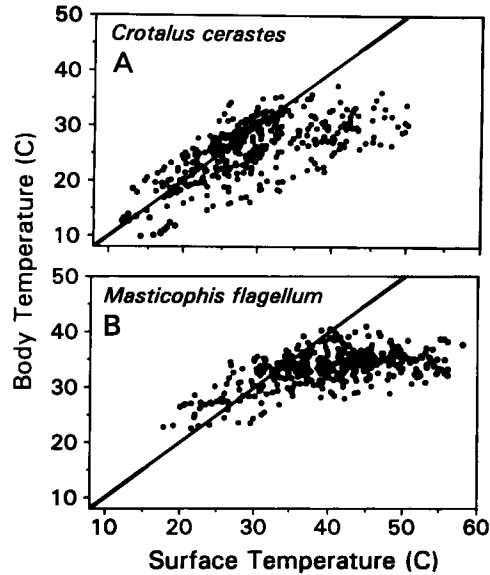 50
Crotalus cerastes
A
40
30
20
10
50
Masticophis flagellum
B
40
30
20
10
10 20 30 40 50 60
Body Temperature (C)
Surface Temperature (C)